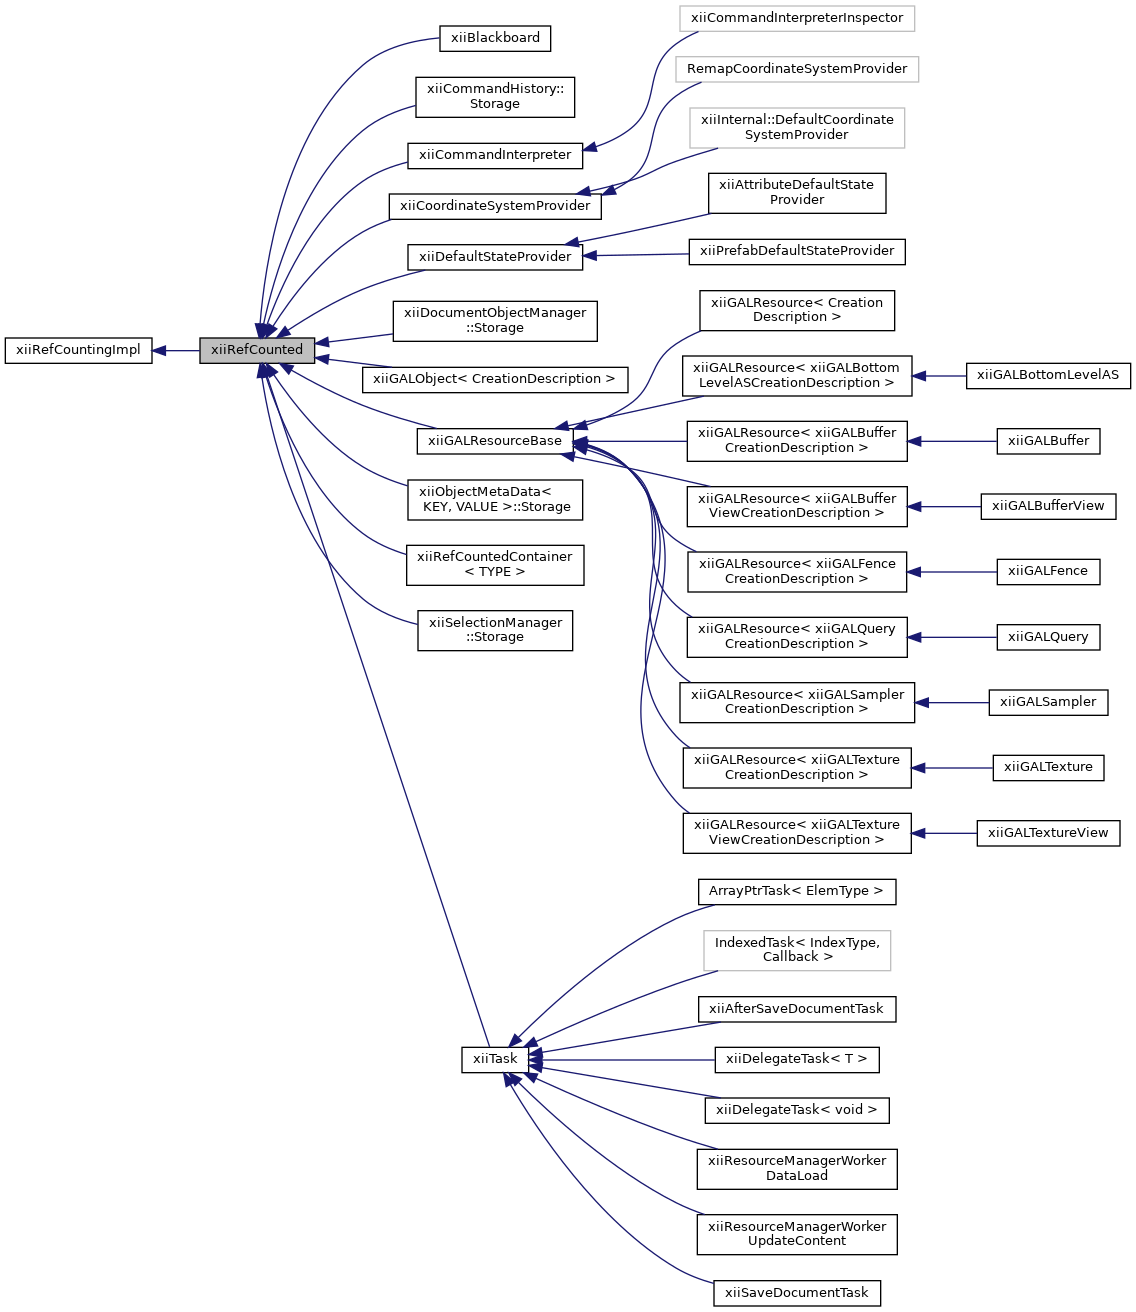 xiiRefCountingImpl
xiiRefCounted
xiiBlackboard
xiiCommandHistory::
Storage
xiiCommandInterpreter
xiiCoordinateSystemProvider
xiiDefaultStateProvider
xiiDocumentObjectManager
::Storage
xiiGALObject< CreationDescription >
xiiGALResourceBase
xiiObjectMetaData<
KEY, VALUE >::Storage
xiiRefCountedContainer
< TYPE >
xiiSelectionManager
::Storage
xiiTask
xiiCommandInterpreterInspector
RemapCoordinateSystemProvider
xiiInternal::DefaultCoordinate
SystemProvider
xiiAttributeDefaultState
Provider
xiiPrefabDefaultStateProvider
xiiGALResource< Creation
Description >
xiiGALResource< xiiGALBottom
LevelASCreationDescription >
xiiGALResource< xiiGALBuffer
CreationDescription >
xiiGALResource< xiiGALBuffer
ViewCreationDescription >
xiiGALResource< xiiGALFence
CreationDescription >
xiiGALResource< xiiGALQuery
CreationDescription >
xiiGALResource< xiiGALSampler
CreationDescription >
xiiGALResource< xiiGALTexture
CreationDescription >
xiiGALResource< xiiGALTexture
ViewCreationDescription >
ArrayPtrTask< ElemType >
IndexedTask< IndexType,
Callback >
xiiAfterSaveDocumentTask
xiiDelegateTask< T >
xiiDelegateTask< void >
xiiResourceManagerWorker
DataLoad
xiiResourceManagerWorker
UpdateContent
xiiSaveDocumentTask
xiiGALBottomLevelAS
xiiGALBuffer
xiiGALBufferView
xiiGALFence
xiiGALQuery
xiiGALSampler
xiiGALTexture
xiiGALTextureView